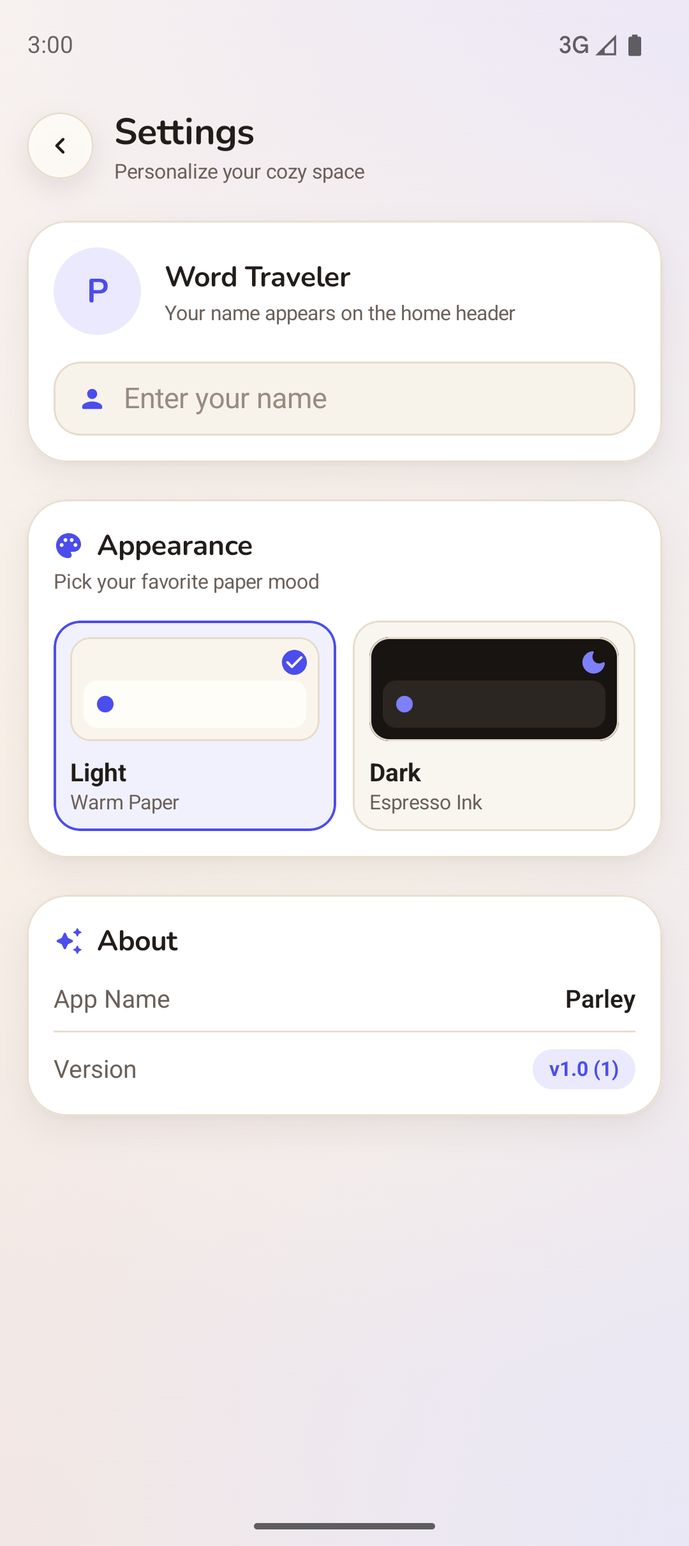 3:00
3G
Settings
Personalize your cozy space
P
Word Traveler
Your name appears on the home header
Enter your name
Appearance
Pick your favorite paper mood
Light
Warm Paper
Dark
Espresso Ink
About
App Name
Parley
Version
v1.0 (1)